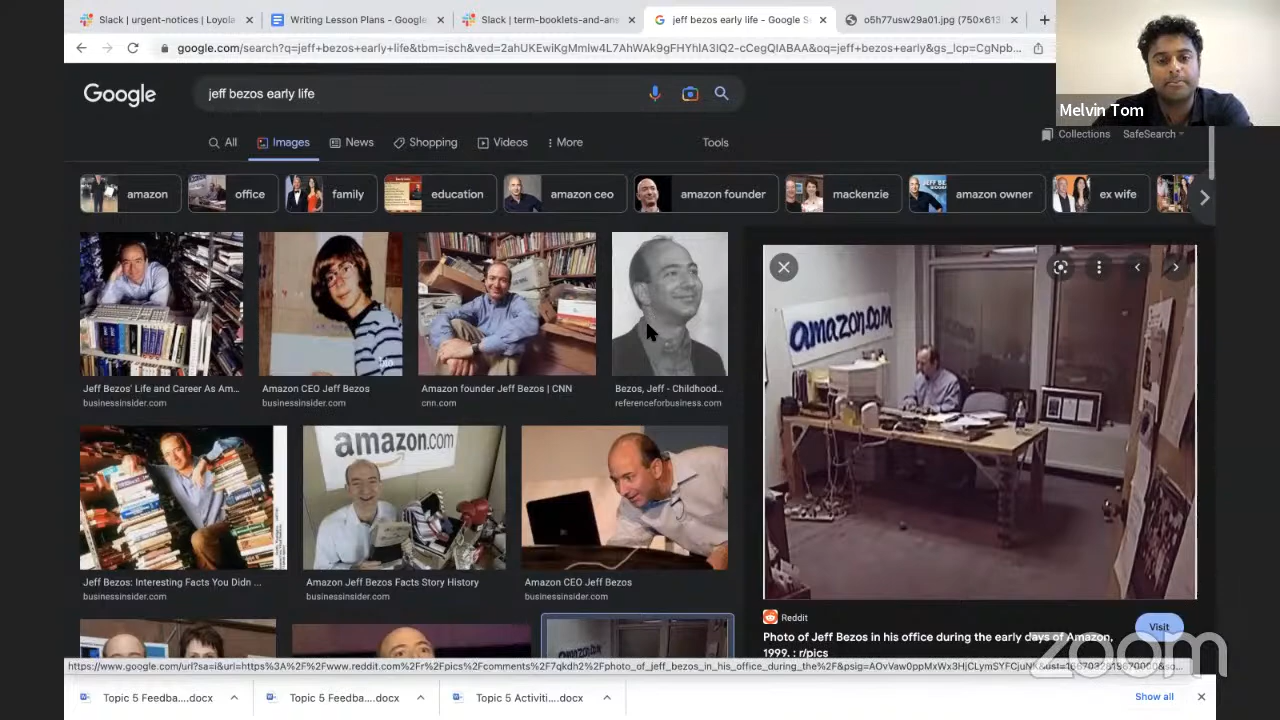 Slack | urgent-notices | Loyola
Writing Lesson Plans - Google
Slack | term-booklets-and-ans
jeff bezos early life - Google S
o5h77usw29a01.jpg (750×613
google.com/search?q=jeff+bezos+early+life&tbm=isch&ved=2ahUKEwiKgMmlw4L7AhWAk9gFHYhIA3IQ2-cCegQIABAA&oq=jeff+bezos+early&gs_lcp=CgNpb...
Melvin Tom
Google
jeff bezos early life
All
Images
News
Shopping
Videos
More
Tools
Collections
SafeSearch
amazon
office
family
education
amazon ceo
amazon founder
mackenzie
amazon owner
ex wife
amazon.com
Jeff Bezos' Life and Career As Am...
businessinsider.com
Amazon CEO Jeff Bezos
businessinsider.com
Amazon founder Jeff Bezos | CNN
cnn.com
Bezos, Jeff - Childhood...
referenceforbusiness.com
amazon.com
Jeff Bezos: Interesting Facts You Didn ...
businessinsider.com
Amazon Jeff Bezos Facts Story History
businessinsider.com
Amazon CEO Jeff Bezos
businessinsider.com
Reddit
Visit
Photo of Jeff Bezos in his office during the early days of Amazon,
1999. : r/pics
zoom
Topic 5 Feedba....docx
Topic 5 Feedba....docx
Topic 5 Activiti....docx
Show all